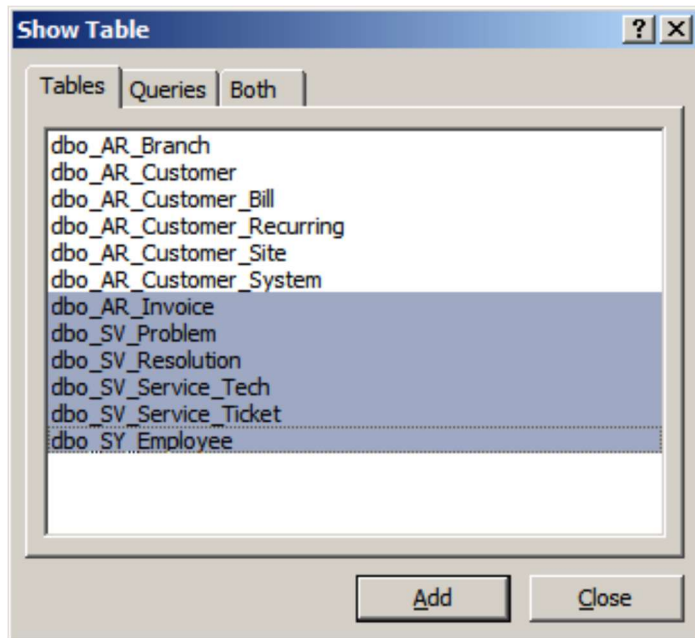 Show Table
? X
Tables Queries Both
dbo_AR_Branch
dbo_AR_Customer
dbo_AR_Customer_Bill
dbo_AR_Customer_Recurring
dbo_AR_Customer_Site
dbo_AR_Customer_System
dbo_AR_Invoice
dbo_SV_Problem
dbo_SV_Resolution
dbo_SV_Service_Tech
dbo_SV_Service_Ticket
dbo_SY_Employee
Add Close